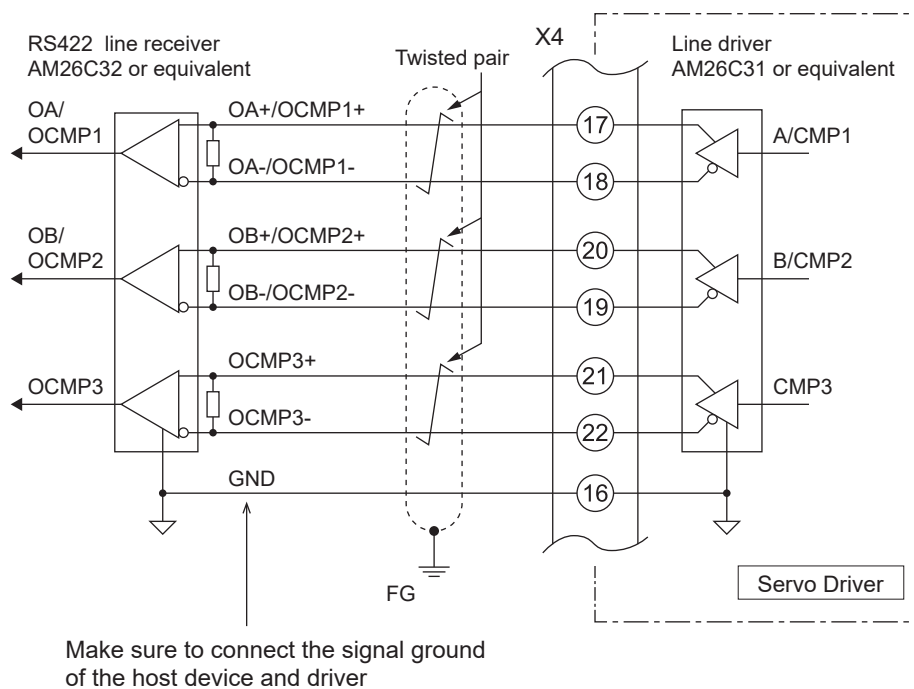 X4
RS422 line receiver
AM26C32 or equivalent
Twisted pair
Line driver
AM26C31 or equivalent
OA/
OCMP1
OA+/OCMP1+
17
A/CMP1
OA-/OCMP1-
18
OB/
OCMP2
OB+/OCMP2+
20
B/CMP2
OB-/OCMP2-
19
OCMP3
OCMP3+
21
CMP3
OCMP3-
22
GND
16
FG
Servo Driver
Make sure to connect the signal ground
of the host device and driver